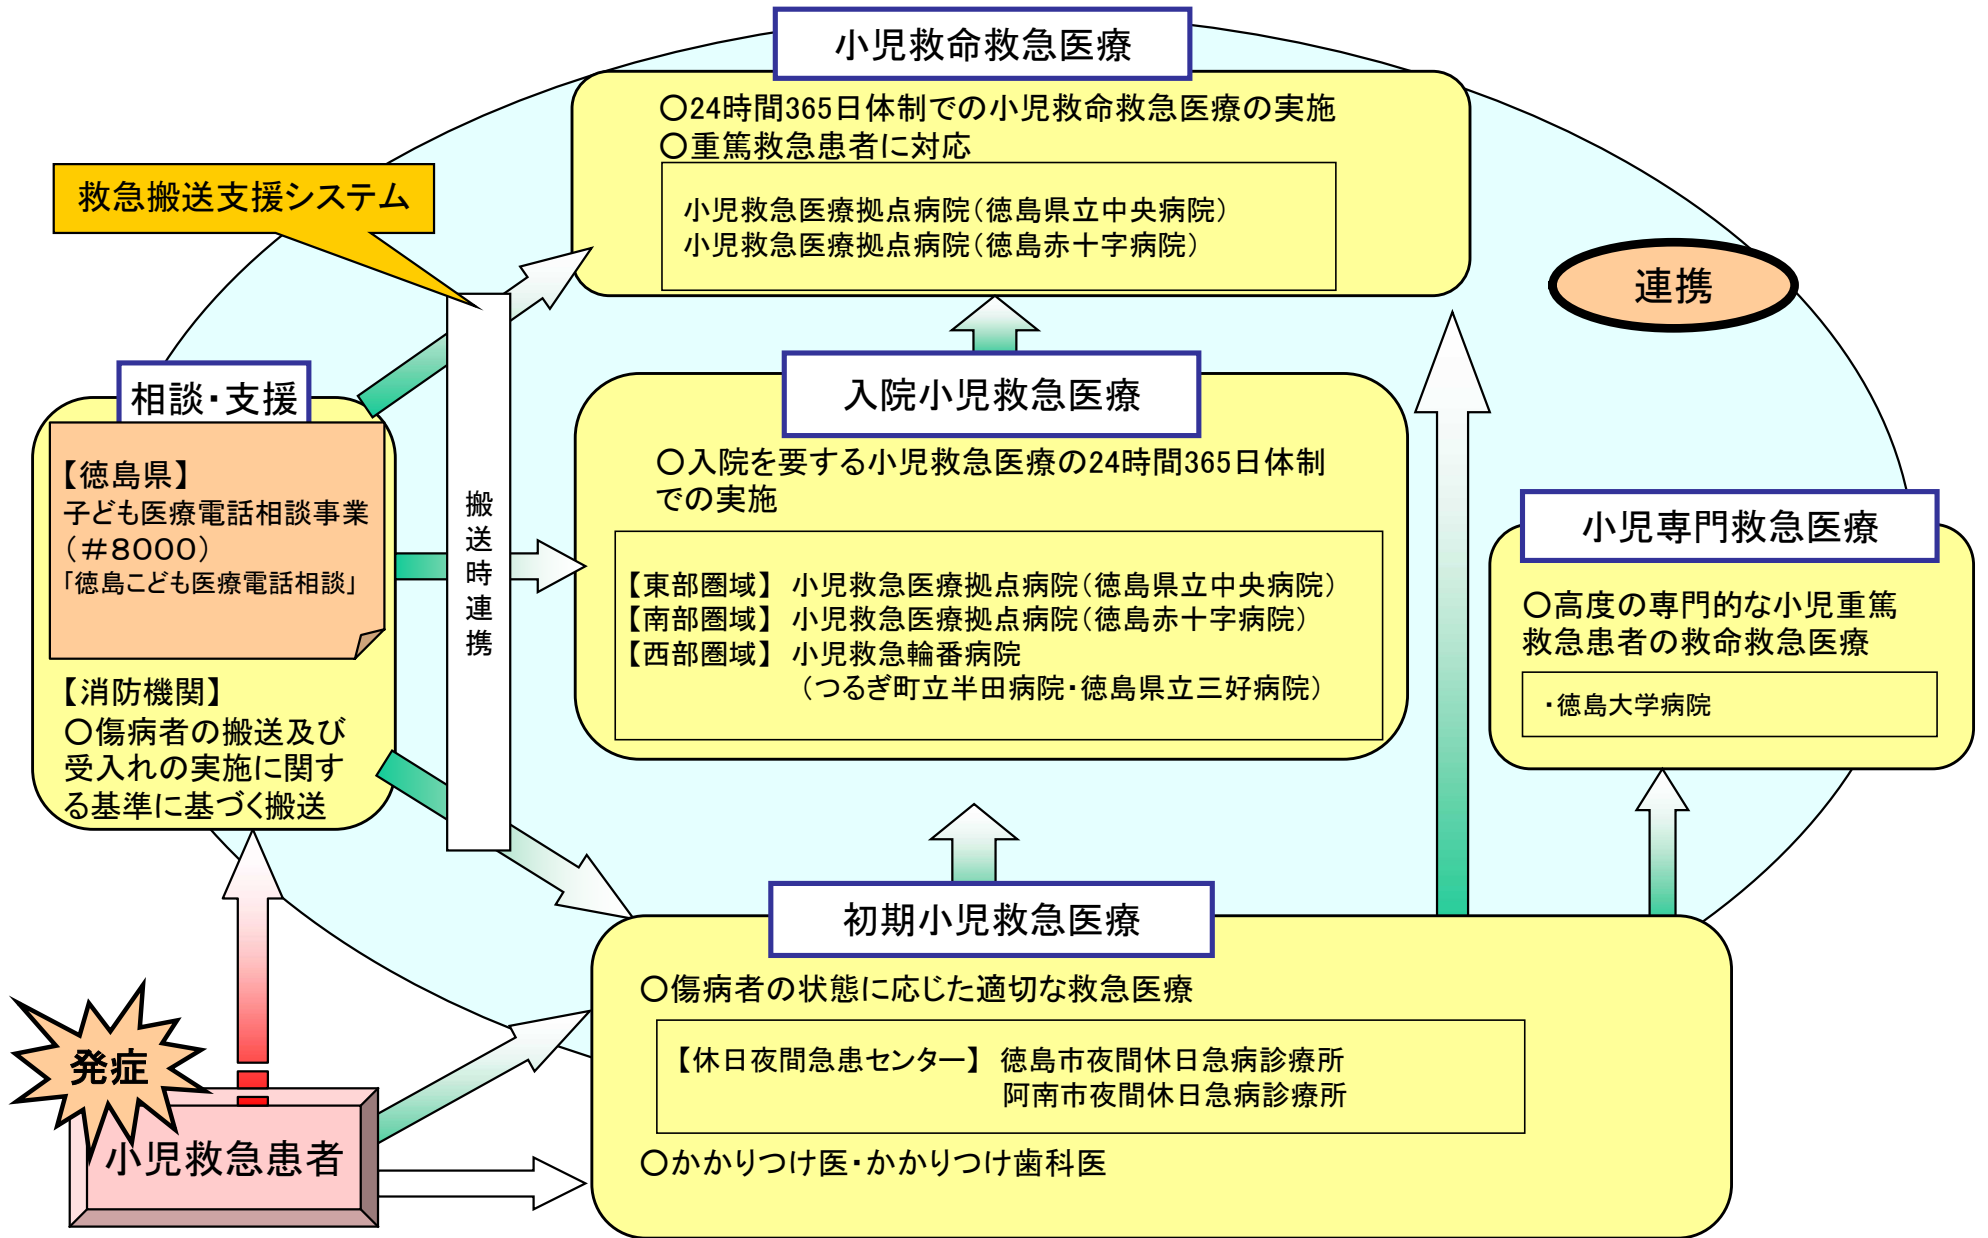 小児救命救急医療
○24時間365日体制での小児救命救急医療の実施
○重篤救急患者に対応
小児救急医療拠点病院(徳島県立中央病院)
小児救急医療拠点病院(徳島赤十字病院)
救急搬送支援システム
連携
相談・支援
【徳島県】
子ども医療電話相談事業
(#8000)
「徳島こども医療電話相談」
【消防機関】
○傷病者の搬送及び
受入れの実施に関す
る基準に基づく搬送
搬送時連携
入院小児救急医療
○入院を要する小児救急医療の24時間365日体制
での実施
【東部圏域】 小児救急医療拠点病院(徳島県立中央病院)
【南部圏域】 小児救急医療拠点病院(徳島赤十字病院)
【西部圏域】 小児救急輪番病院
(つるぎ町立半田病院・徳島県立三好病院)
小児専門救急医療
○高度の専門的な小児重篤
救急患者の救命救急医療
・徳島大学病院
初期小児救急医療
○傷病者の状態に応じた適切な救急医療
【休日夜間急患センター】 徳島市夜間休日急病診療所
阿南市夜間休日急病診療所
○かかりつけ医・かかりつけ歯科医
発症
小児救急患者